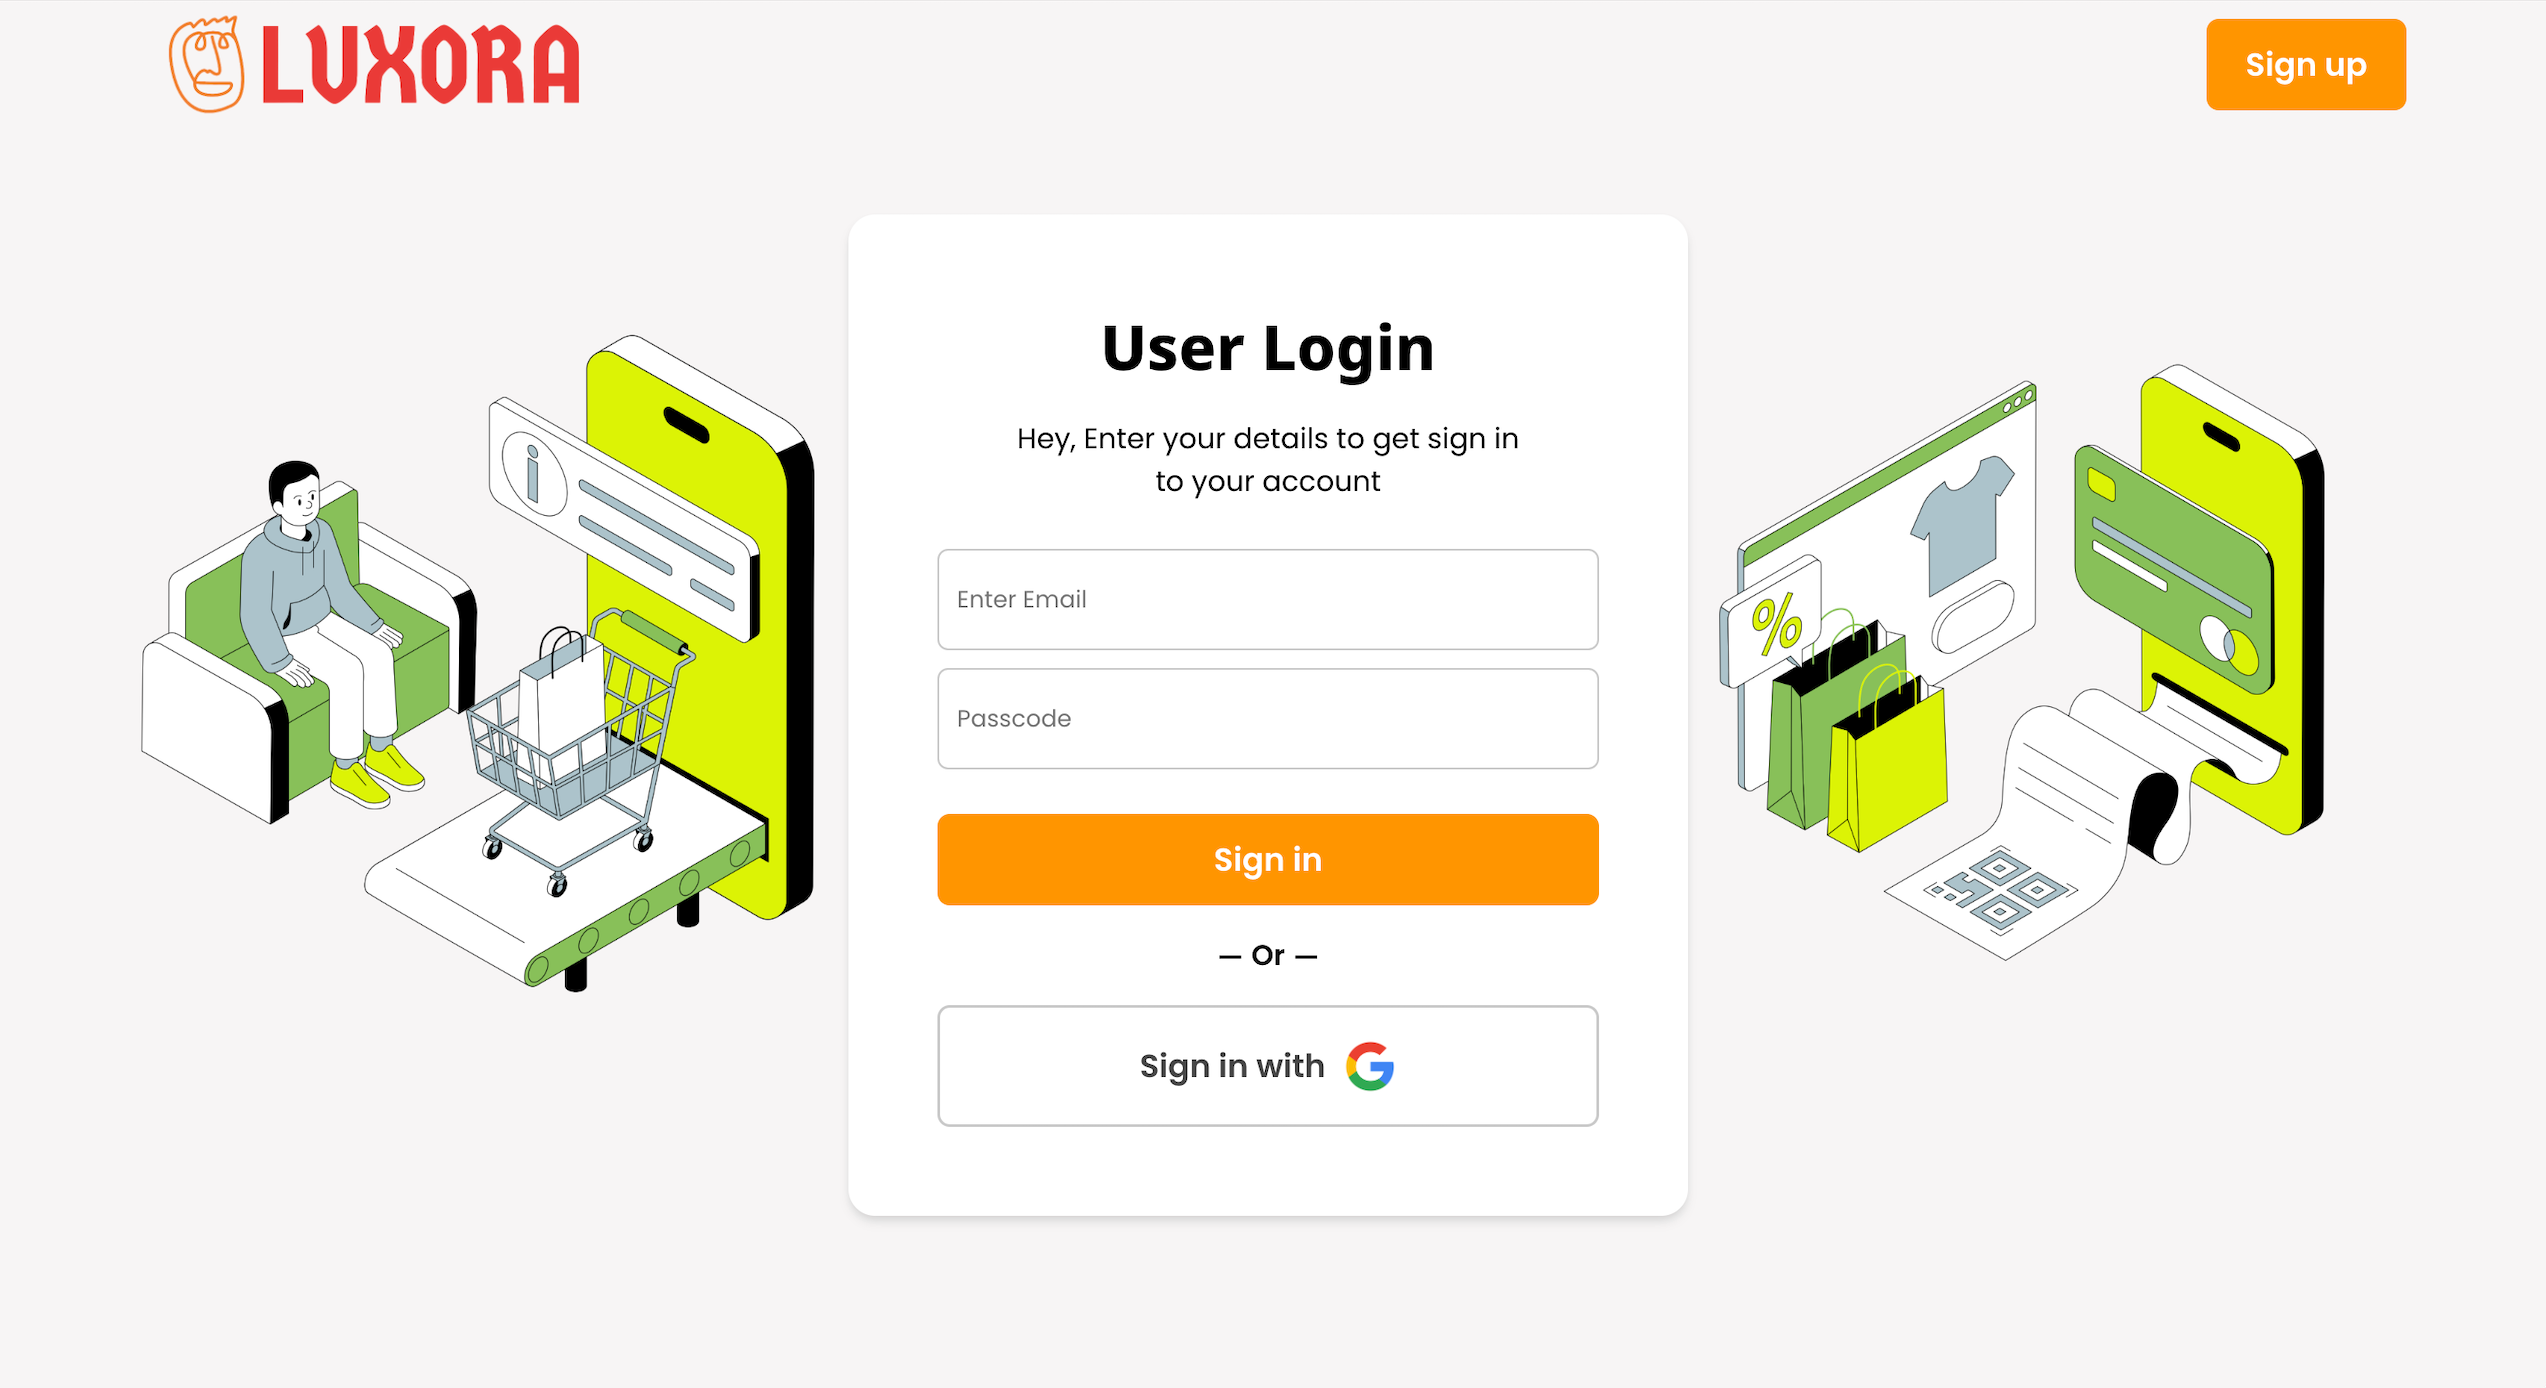 LUXORA
Sign up
User Login
Hey, Enter your details to get sign in
to your account
Enter Email
Passcode
Sign in
— Or —
Sign in with
i
%